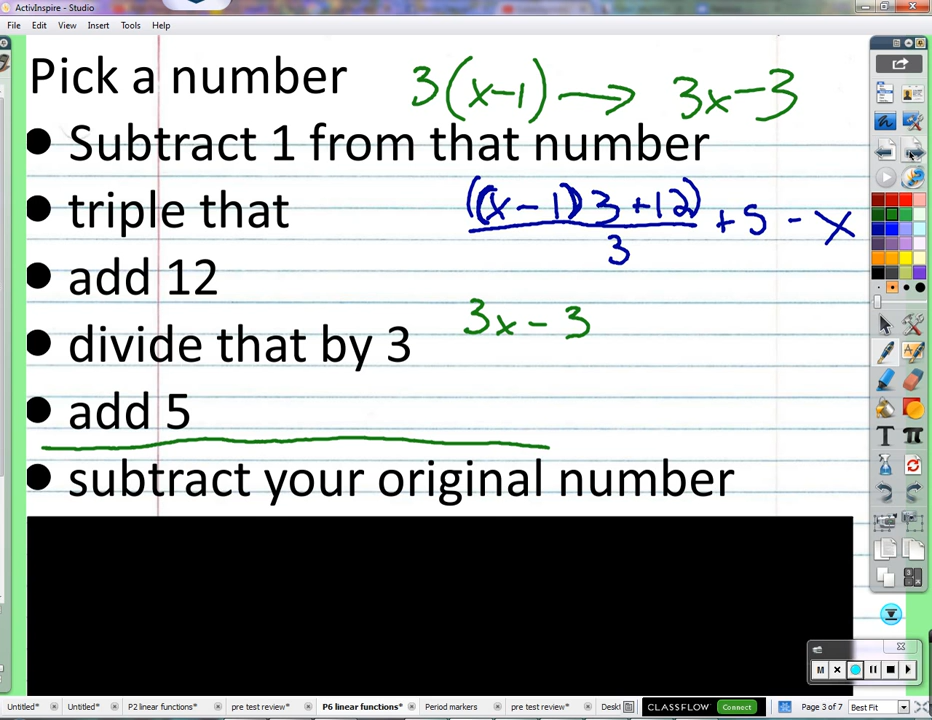 ActivInspire - Studio
File Edit View Insert Tools Help
Pick a number
3(x-1) → 3x-3
● Subtract 1 from that number
● triple that
((x-1)3+12)/3 +5 -x
● add 12
3x-3
● divide that by 3
● add 5
● subtract your original number
M
Untitled* Untitled* P2 linear functions* pre test review* P6 linear functions* Period markers pre test review* Deskt CLASSFLOW Connect Page 3 of 7 Best Fit